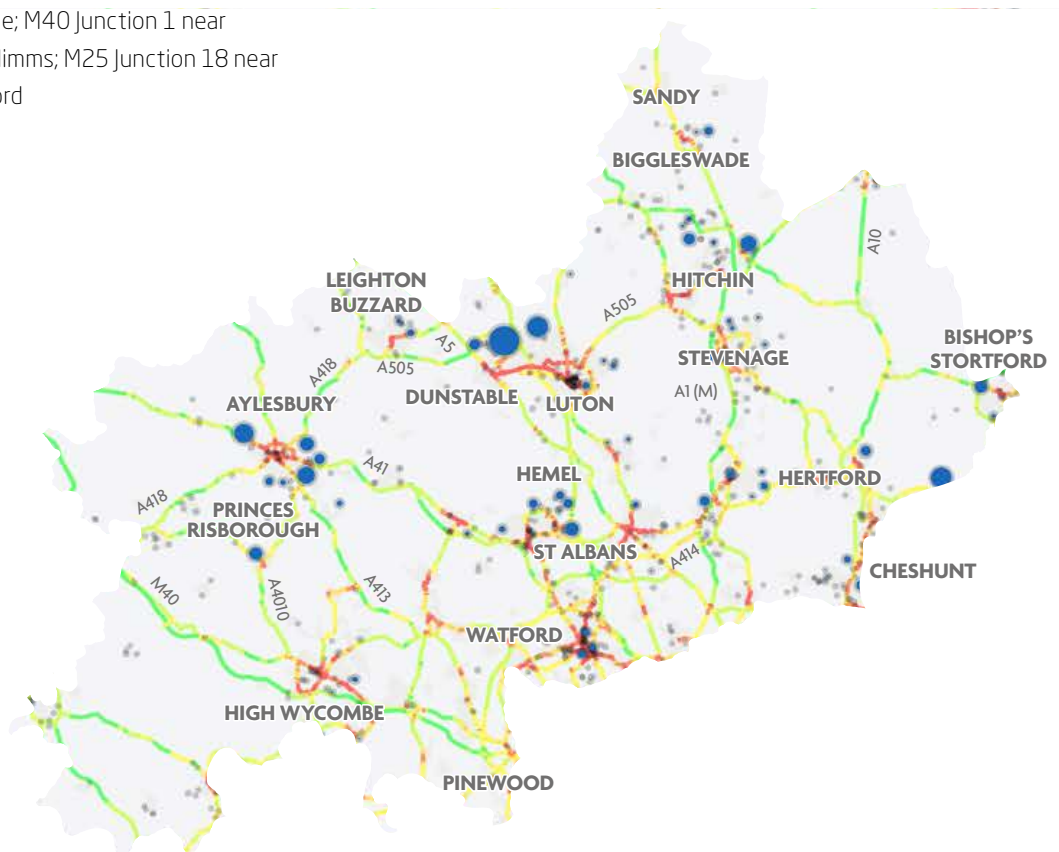 e; M40 Junction 1 near
imms; M25 Junction 18 near
ord
SANDY
BIGGLESWADE
A10
LEIGHTON
BUZZARD
HITCHIN
A505
A5
BISHOP'S
STORTFORD
STEVENAGE
A418
A505
A1 (M)
DUNSTABLE
LUTON
AYLESBURY
A41
HEMEL
HERTFORD
A418
PRINCES
RISBOROUGH
ST ALBANS
A414
CHESHUNT
M40
A4010
A413
WATFORD
HIGH WYCOMBE
PINEWOOD